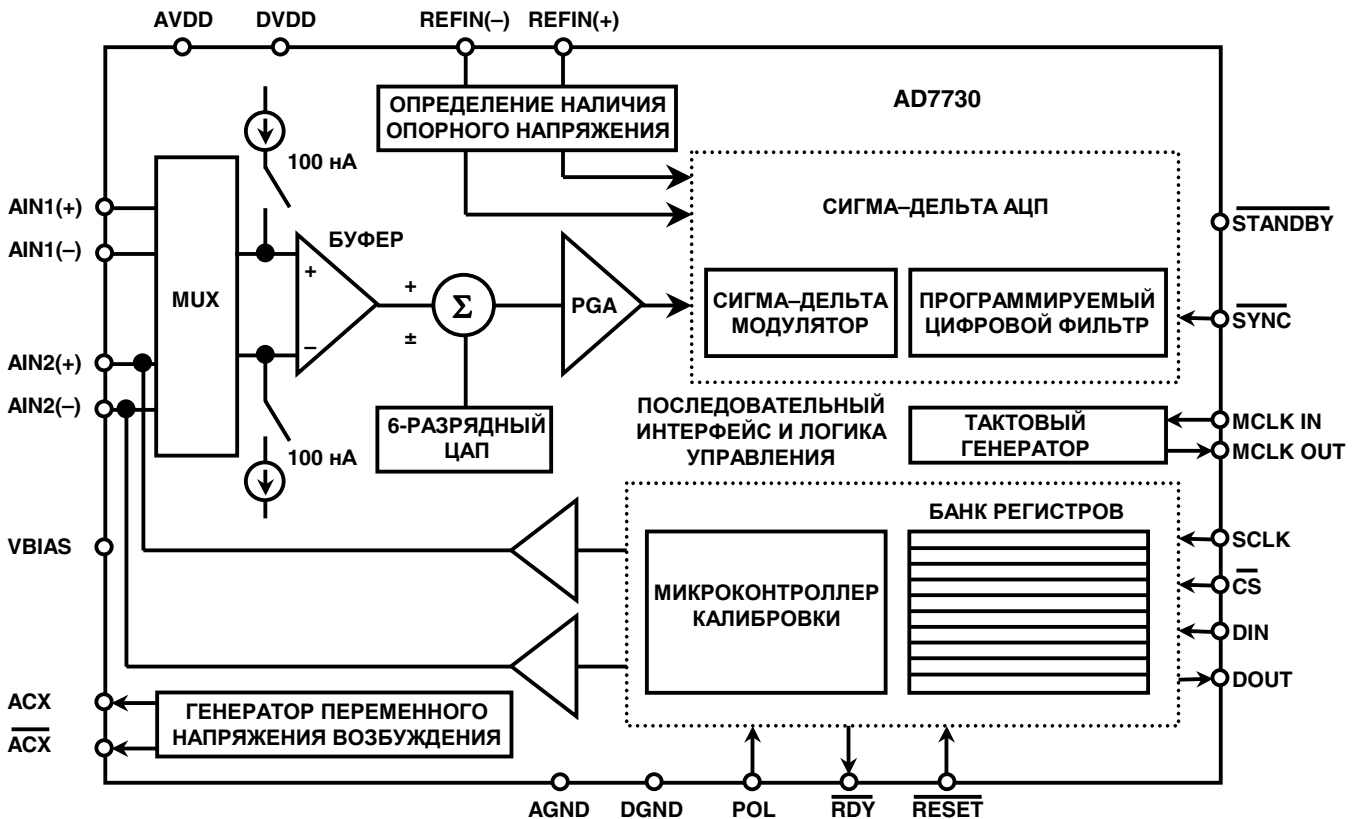 AVDD DVDD REFIN(–) REFIN(+)
ОПРЕДЕЛЕНИЕ НАЛИЧИЯ
ОПОРНОГО НАПРЯЖЕНИЯ
AD7730
100 нА
AIN1(+)
AIN1(–)
MUX
БУФЕР
+
–
+
±
Σ
PGA
СИГМА–ДЕЛЬТА АЦП
СИГМА–ДЕЛЬТА
МОДУЛЯТОР
ПРОГРАММИРУЕМЫЙ
ЦИФРОВОЙ ФИЛЬТР
STANDBY
SYNC
AIN2(+)
AIN2(–)
100 нА
6-РАЗРЯДНЫЙ
ЦАП
ПОСЛЕДОВАТЕЛЬНЫЙ
ИНТЕРФЕЙС И ЛОГИКА
УПРАВЛЕНИЯ
ТАКТОВЫЙ
ГЕНЕРАТОР
MCLK IN
MCLK OUT
VBIAS
МИКРОКОНТРОЛЛЕР
КАЛИБРОВКИ
БАНК РЕГИСТРОВ
SCLK
CS
DIN
DOUT
ACX
ACX
ГЕНЕРАТОР ПЕРЕМЕННОГО
НАПРЯЖЕНИЯ ВОЗБУЖДЕНИЯ
AGND DGND POL RDY RESET